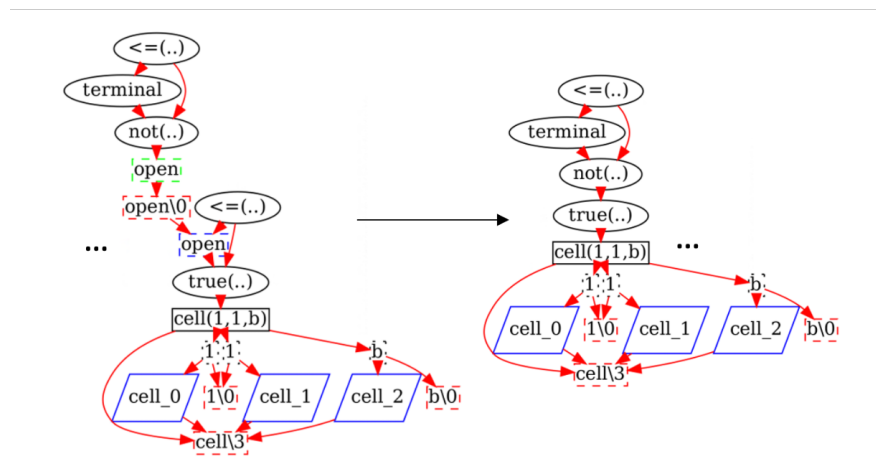 <=(..)
terminal
not(..)
open
open\0
<=(..)
open
...
true(..)
cell(1,1,b)
1 1 b
cell_0 1\0 cell_1 cell_2 b\0
cell\3
<=(..)
terminal
not(..)
true(..)
cell(1,1,b)
...
1 1 b
cell_0 1\0 cell_1 cell_2 b\0
cell\3